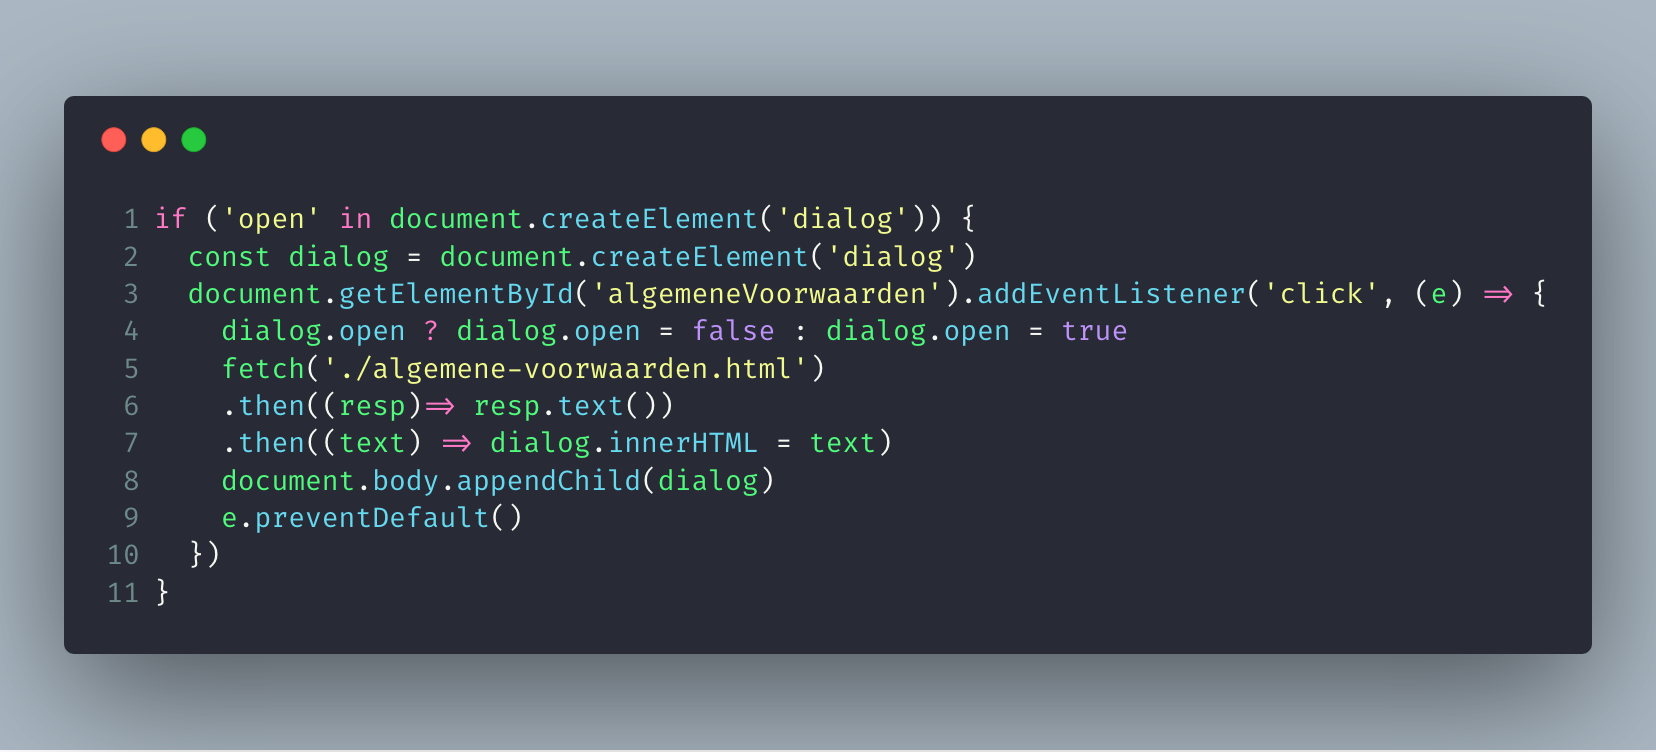 1 if ('open' in document.createElement('dialog')) {
2   const dialog = document.createElement('dialog')
3   document.getElementById('algemeneVoorwaarden').addEventListener('click', (e) => {
4     dialog.open ? dialog.open = false : dialog.open = true
5     fetch('./algemene-voorwaarden.html')
6     .then((resp)=> resp.text())
7     .then((text) => dialog.innerHTML = text)
8     document.body.appendChild(dialog)
9     e.preventDefault()
10   })
11 }